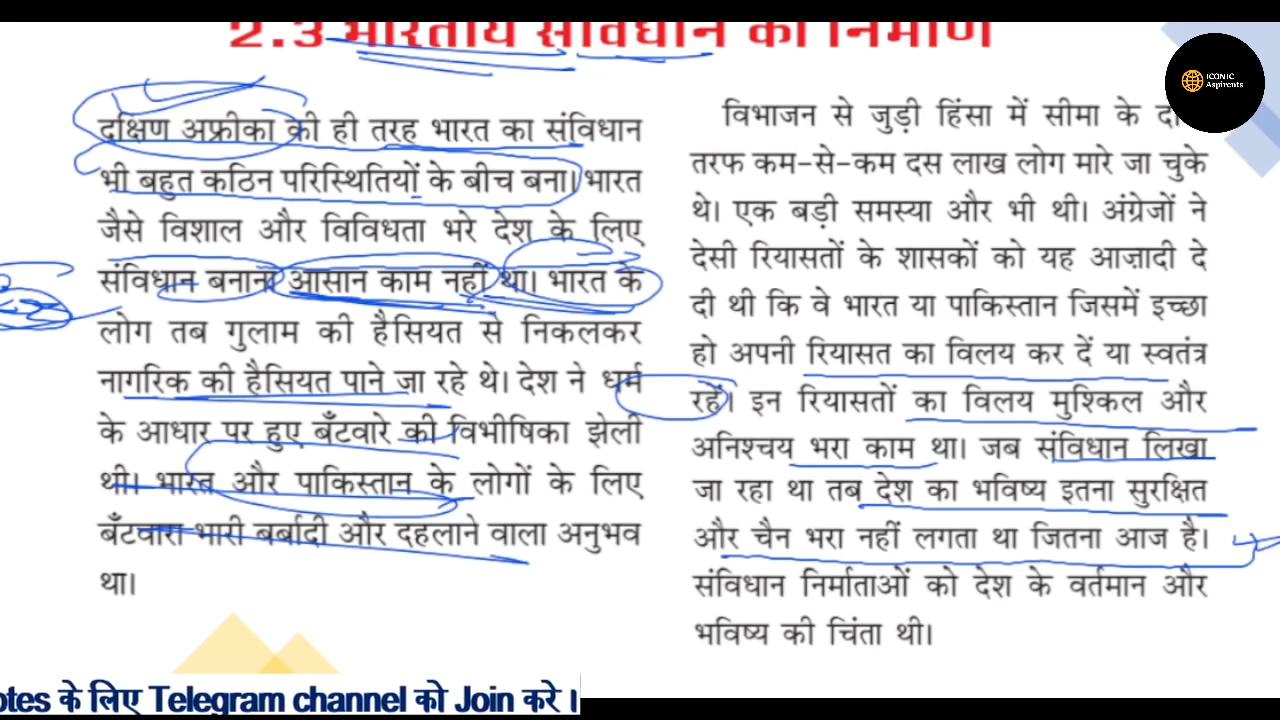 2.3 भारतीय संविधान का निर्माण
ICONIC
Aspirents
दक्षिण अफ्रीका की ही तरह भारत का संविधान
भी बहुत कठिन परिस्थितियों के बीच बना। भारत
जैसे विशाल और विविधता भरे देश के लिए
संविधान बनाना आसान काम नहीं था। भारत के
लोग तब गुलाम की हैसियत से निकलकर
नागरिक की हैसियत पाने जा रहे थे। देश ने धर्म
के आधार पर हुए बँटवारे की विभीषिका झेली
थी। भारत और पाकिस्तान के लोगों के लिए
बँटवारा भारी बर्बादी और दहलाने वाला अनुभव
था।
विभाजन से जुड़ी हिंसा में सीमा के
तरफ कम-से-कम दस लाख लोग मारे जा चुके
थे। एक बड़ी समस्या और भी थी। अंग्रेजों ने
देसी रियासतों के शासकों को यह आज़ादी दे
दी थी कि वे भारत या पाकिस्तान जिसमें इच्छा
हो अपनी रियासत का विलय कर दें या स्वतंत्र
रहें। इन रियासतों का विलय मुश्किल और
अनिश्चय भरा काम था। जब संविधान लिखा
जा रहा था तब देश का भविष्य इतना सुरक्षित
और चैन भरा नहीं लगता था जितना आज है।
संविधान निर्माताओं को देश के वर्तमान और
भविष्य की चिंता थी।
otes के लिए Telegram channel को Join करे ।